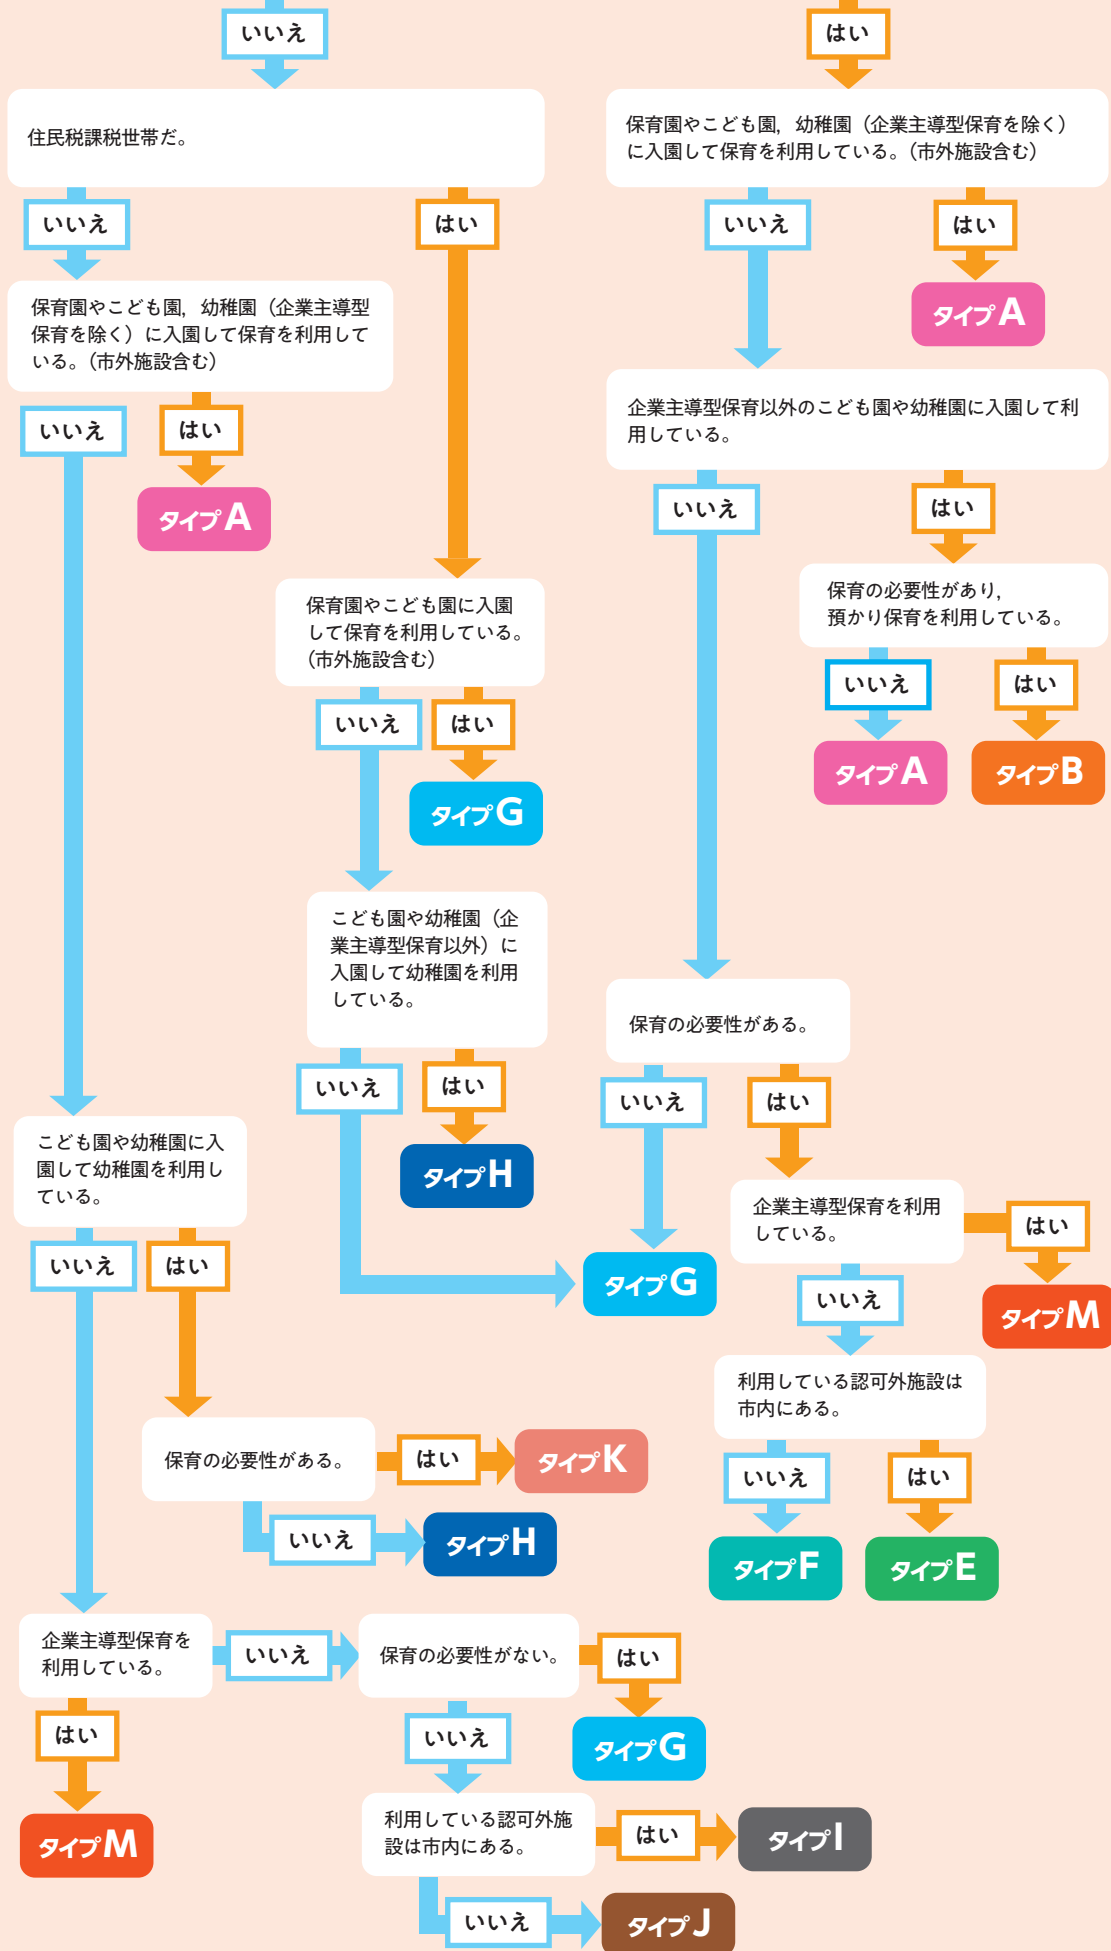 いいえ
はい
住民税課税世帯だ。
保育園やこども園，幼稚園（企業主導型保育を除く）
に入園して保育を利用している。（市外施設含む）
いいえ
はい
いいえ
はい
保育園やこども園，幼稚園（企業主導型
保育を除く）に入園して保育を利用して
いる。（市外施設含む）
タイプA
いいえ
はい
企業主導型保育以外のこども園や幼稚園に入園して利
用している。
タイプA
いいえ
はい
保育園やこども園に入園
して保育を利用している。
（市外施設含む）
保育の必要性があり，
預かり保育を利用している。
いいえ
はい
いいえ
はい
タイプG
タイプA
タイプB
こども園や幼稚園（企
業主導型保育以外）に
入園して幼稚園を利用
している。
保育の必要性がある。
いいえ
はい
いいえ
はい
こども園や幼稚園に入
園して幼稚園を利用し
ている。
タイプH
企業主導型保育を利用
している。
はい
いいえ
はい
タイプG
いいえ
タイプM
利用している認可外施設は
市内にある。
保育の必要性がある。
はい
タイプK
いいえ
はい
いいえ
タイプH
タイプF
タイプE
企業主導型保育を
利用している。
いいえ
保育の必要性がない。
はい
はい
いいえ
タイプG
タイプM
利用している認可外施
設は市内にある。
はい
タイプI
いいえ
タイプJ